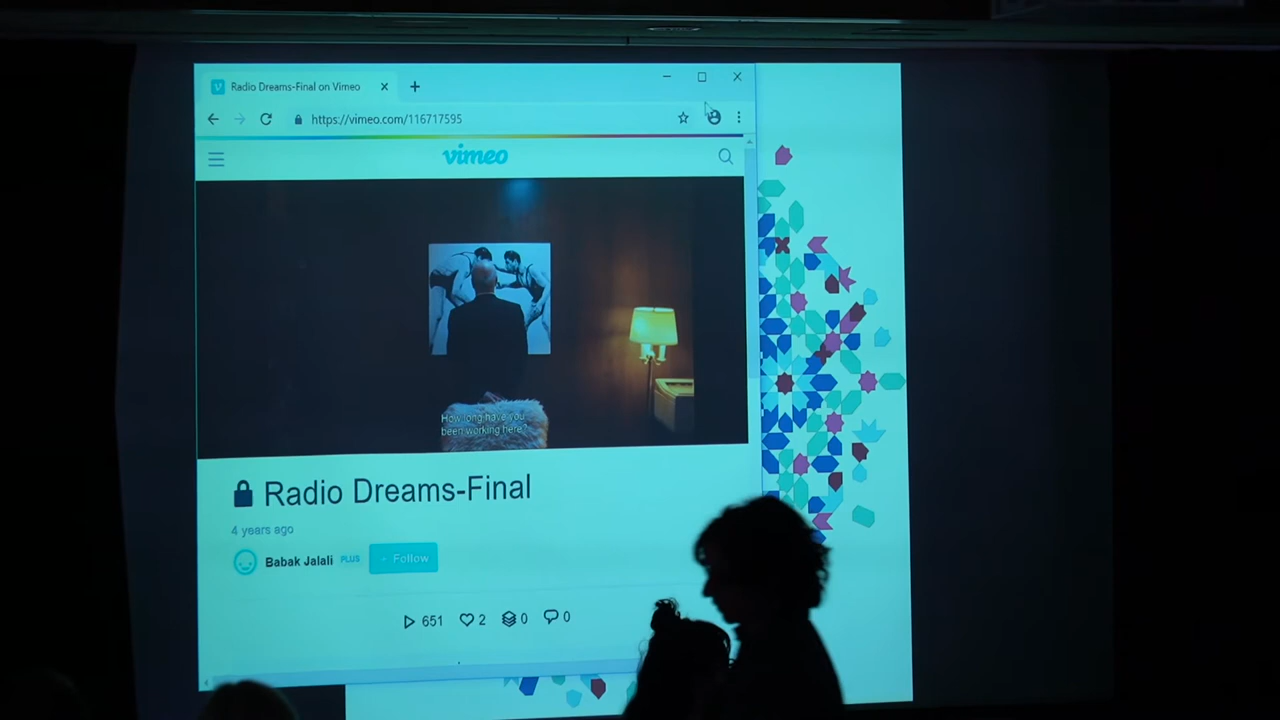 Radio Dreams-Final on Vimeo
https://vimeo.com/116717595
vimeo
How long have you
been working here?
Radio Dreams-Final
4 years ago
Babak Jalali PLUS + Follow
651 2 0 0